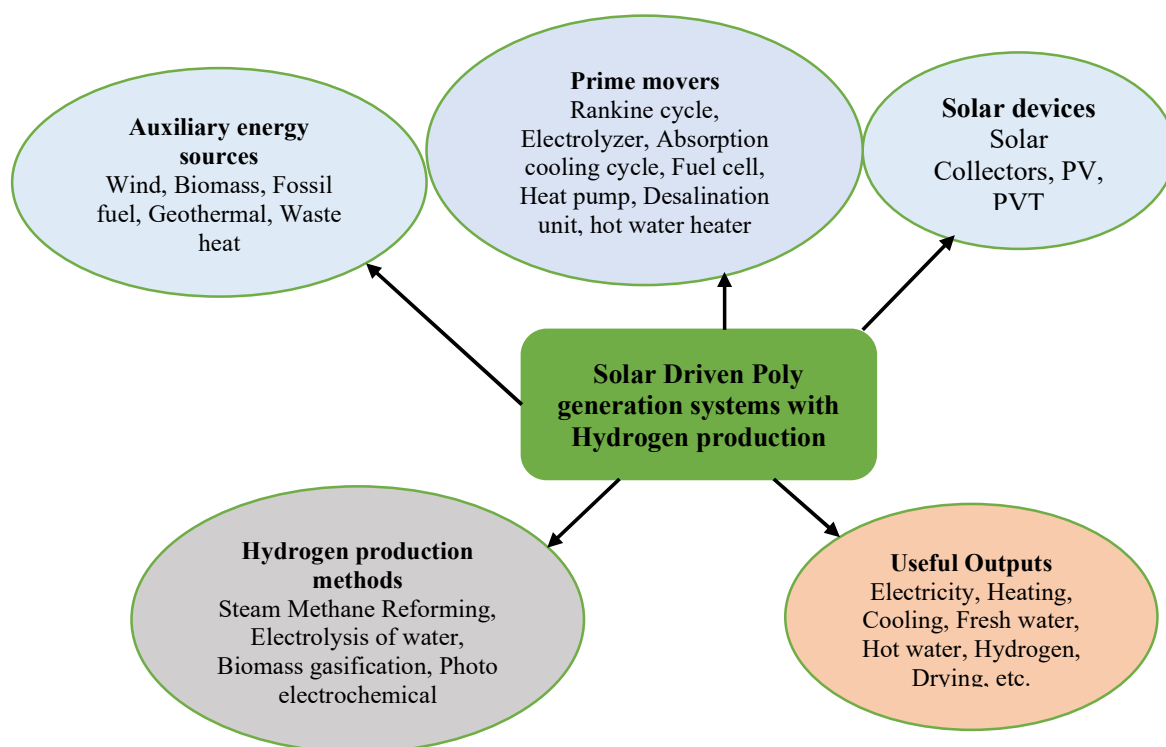 Auxiliary energy
sources
Wind, Biomass, Fossil
fuel, Geothermal, Waste
heat
Prime movers
Rankine cycle,
Electrolyzer, Absorption
cooling cycle, Fuel cell,
Heat pump, Desalination
unit, hot water heater
Solar devices
Solar
Collectors, PV,
PVT
Solar Driven Poly
generation systems with
Hydrogen production
Hydrogen production
methods
Steam Methane Reforming,
Electrolysis of water,
Biomass gasification, Photo
electrochemical
Useful Outputs
Electricity, Heating,
Cooling, Fresh water,
Hot water, Hydrogen,
Drying, etc.